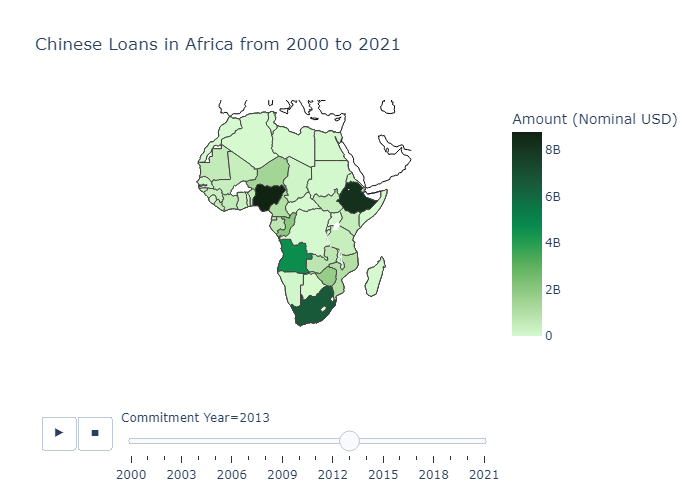 Chinese Loans in Africa from 2000 to 2021
Amount (Nominal USD)
8B
6B
4B
2B
0
Commitment Year=2013
2000 2003 2006 2009 2012 2015 2018 2021